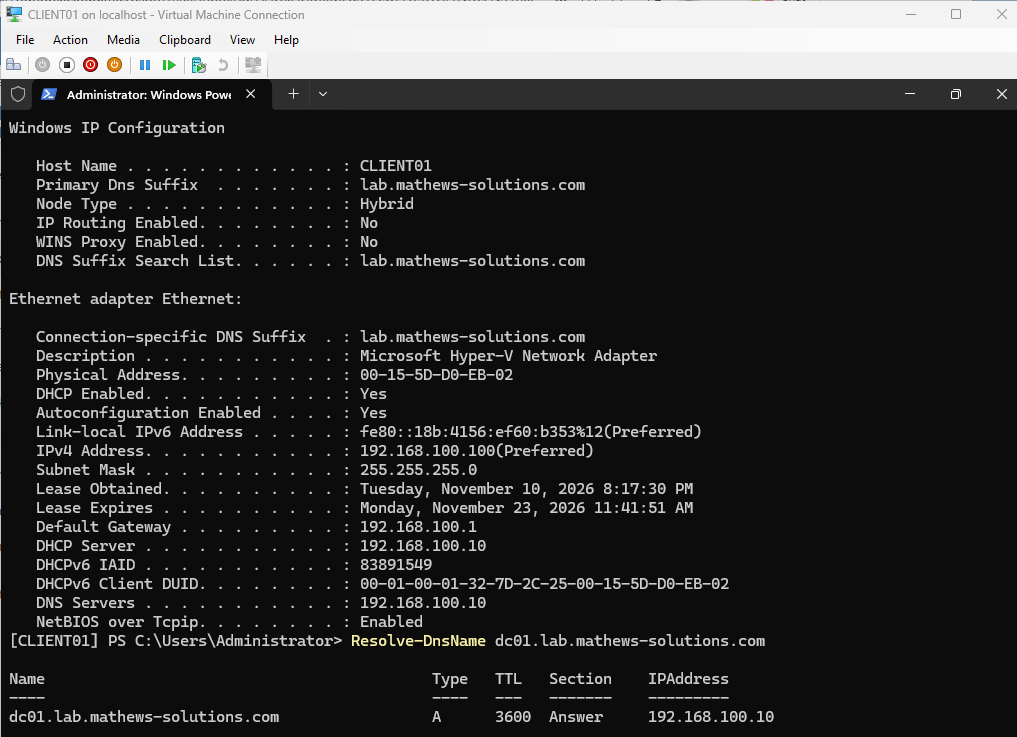 CLIENT01 on localhost - Virtual Machine Connection
File Action Media Clipboard View Help
Administrator: Windows Powe
Windows IP Configuration
Host Name . . . . . . . . . . . . : CLIENT01
Primary Dns Suffix  . . . . . . . : lab.mathews-solutions.com
Node Type . . . . . . . . . . . . : Hybrid
IP Routing Enabled. . . . . . . . : No
WINS Proxy Enabled. . . . . . . . : No
DNS Suffix Search List. . . . . . : lab.mathews-solutions.com
Ethernet adapter Ethernet:
Connection-specific DNS Suffix  . : lab.mathews-solutions.com
Description . . . . . . . . . . . : Microsoft Hyper-V Network Adapter
Physical Address. . . . . . . . . : 00-15-5D-D0-EB-02
DHCP Enabled. . . . . . . . . . . : Yes
Autoconfiguration Enabled . . . . : Yes
Link-local IPv6 Address . . . . . : fe80::18b:4156:ef60:b353%12(Preferred)
IPv4 Address. . . . . . . . . . . : 192.168.100.100(Preferred)
Subnet Mask . . . . . . . . . . . : 255.255.255.0
Lease Obtained. . . . . . . . . . : Tuesday, November 10, 2026 8:17:30 PM
Lease Expires . . . . . . . . . . : Monday, November 23, 2026 11:41:51 AM
Default Gateway . . . . . . . . . : 192.168.100.1
DHCP Server . . . . . . . . . . . : 192.168.100.10
DHCPv6 IAID . . . . . . . . . . . : 83891549
DHCPv6 Client DUID. . . . . . . . : 00-01-00-01-32-7D-2C-25-00-15-5D-D0-EB-02
DNS Servers . . . . . . . . . . . : 192.168.100.10
NetBIOS over Tcpip. . . . . . . . : Enabled
[CLIENT01] PS C:\Users\Administrator> Resolve-DnsName dc01.lab.mathews-solutions.com
Name Type TTL Section IPAddress
---- ---- --- ------- ---------
dc01.lab.mathews-solutions.com A 3600 Answer 192.168.100.10